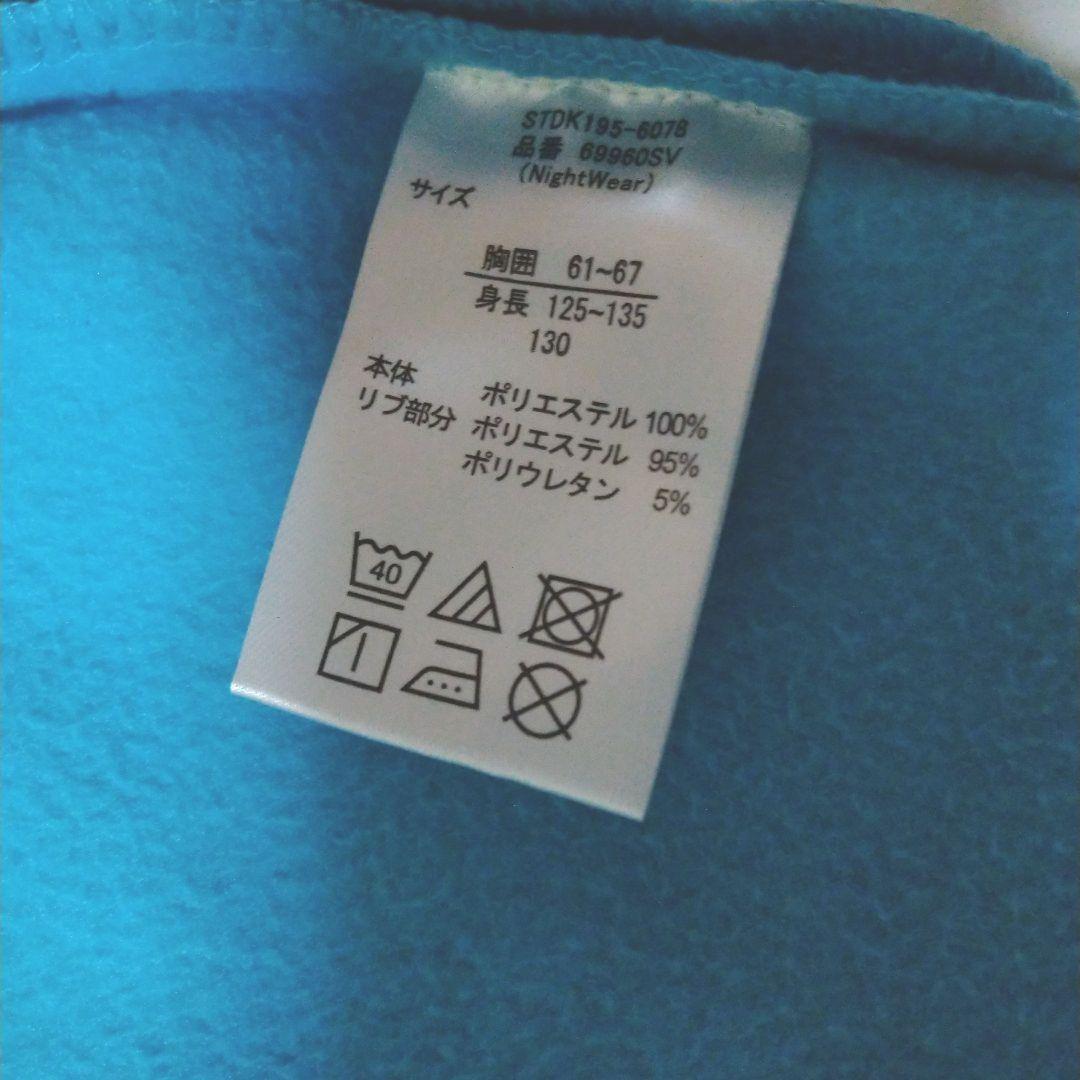 STDK195-6078
品番 69960SV
(NightWear)
サイズ
胸囲 61~67
身長 125~135
130
本体 ポリエステル 100%
リブ部分 ポリエステル 95%
ポリウレタン 5%
40